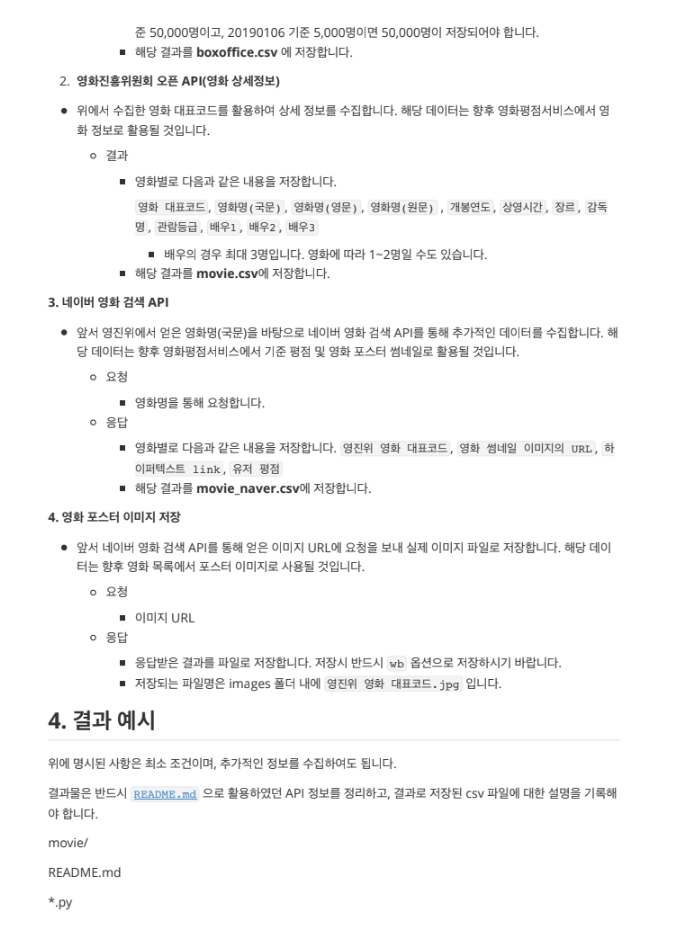 준 50,000명이고, 20190106 기준 5,000명이면 50,000명이 저장되어야 합니다.
■ 해당 결과를 boxoffice.csv 에 저장합니다.
2. 영화진흥위원회 오픈 API(영화 상세정보)
● 위에서 수집한 영화 대표코드를 활용하여 상세 정보를 수집합니다. 해당 데이터는 향후 영화평점서비스에서 영
화 정보로 활용될 것입니다.
○ 결과
■ 영화별로 다음과 같은 내용을 저장합니다.
영화 대표코드 , 영화명(국문) , 영화명(영문) , 영화명(원문) , 개봉연도 , 상영시간 , 장르 , 감독
명 , 관람등급 , 배우1 , 배우2 , 배우3
■ 배우의 경우 최대 3명입니다. 영화에 따라 1~2명일 수도 있습니다.
■ 해당 결과를 movie.csv에 저장합니다.
3. 네이버 영화 검색 API
● 앞서 영진위에서 얻은 영화명(국문)을 바탕으로 네이버 영화 검색 API를 통해 추가적인 데이터를 수집합니다. 해
당 데이터는 향후 영화평점서비스에서 기준 평점 및 영화 포스터 썸네일로 활용될 것입니다.
○ 요청
■ 영화명을 통해 요청합니다.
○ 응답
■ 영화별로 다음과 같은 내용을 저장합니다. 영진위 영화 대표코드 , 영화 썸네일 이미지의 URL , 하
이퍼텍스트 link , 유저 평점
■ 해당 결과를 movie_naver.csv에 저장합니다.
4. 영화 포스터 이미지 저장
● 앞서 네이버 영화 검색 API를 통해 얻은 이미지 URL에 요청을 보내 실제 이미지 파일로 저장합니다. 해당 데이
터는 향후 영화 목록에서 포스터 이미지로 사용될 것입니다.
○ 요청
■ 이미지 URL
○ 응답
■ 응답받은 결과를 파일로 저장합니다. 저장시 반드시 wb 옵션으로 저장하시기 바랍니다.
■ 저장되는 파일명은 images 폴더 내에 영진위 영화 대표코드.jpg 입니다.
4. 결과 예시
위에 명시된 사항은 최소 조건이며, 추가적인 정보를 수집하여도 됩니다.
결과물은 반드시 README.md 으로 활용하였던 API 정보를 정리하고, 결과로 저장된 csv 파일에 대한 설명을 기록해
야 합니다.
movie/
README.md
*.py